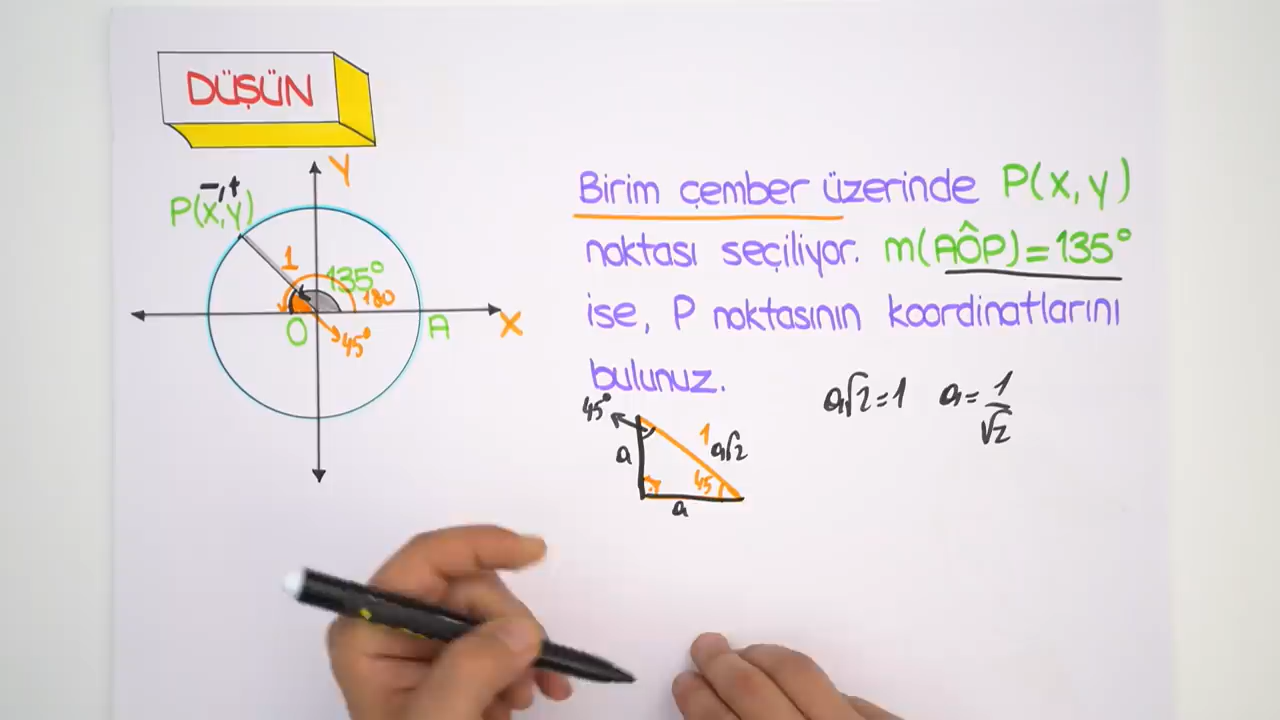 DÜŞÜN
Y
-,+
P(x,y)
1
135°
180
O
45°
A
X
Birim çember üzerinde P(x,y)
noktası seçiliyor. m(AÔP)=135°
ise, P noktasının koordinatlarını
bulunuz.
45°
a
1
a√2
45
a
a√2=1 a=1/√2